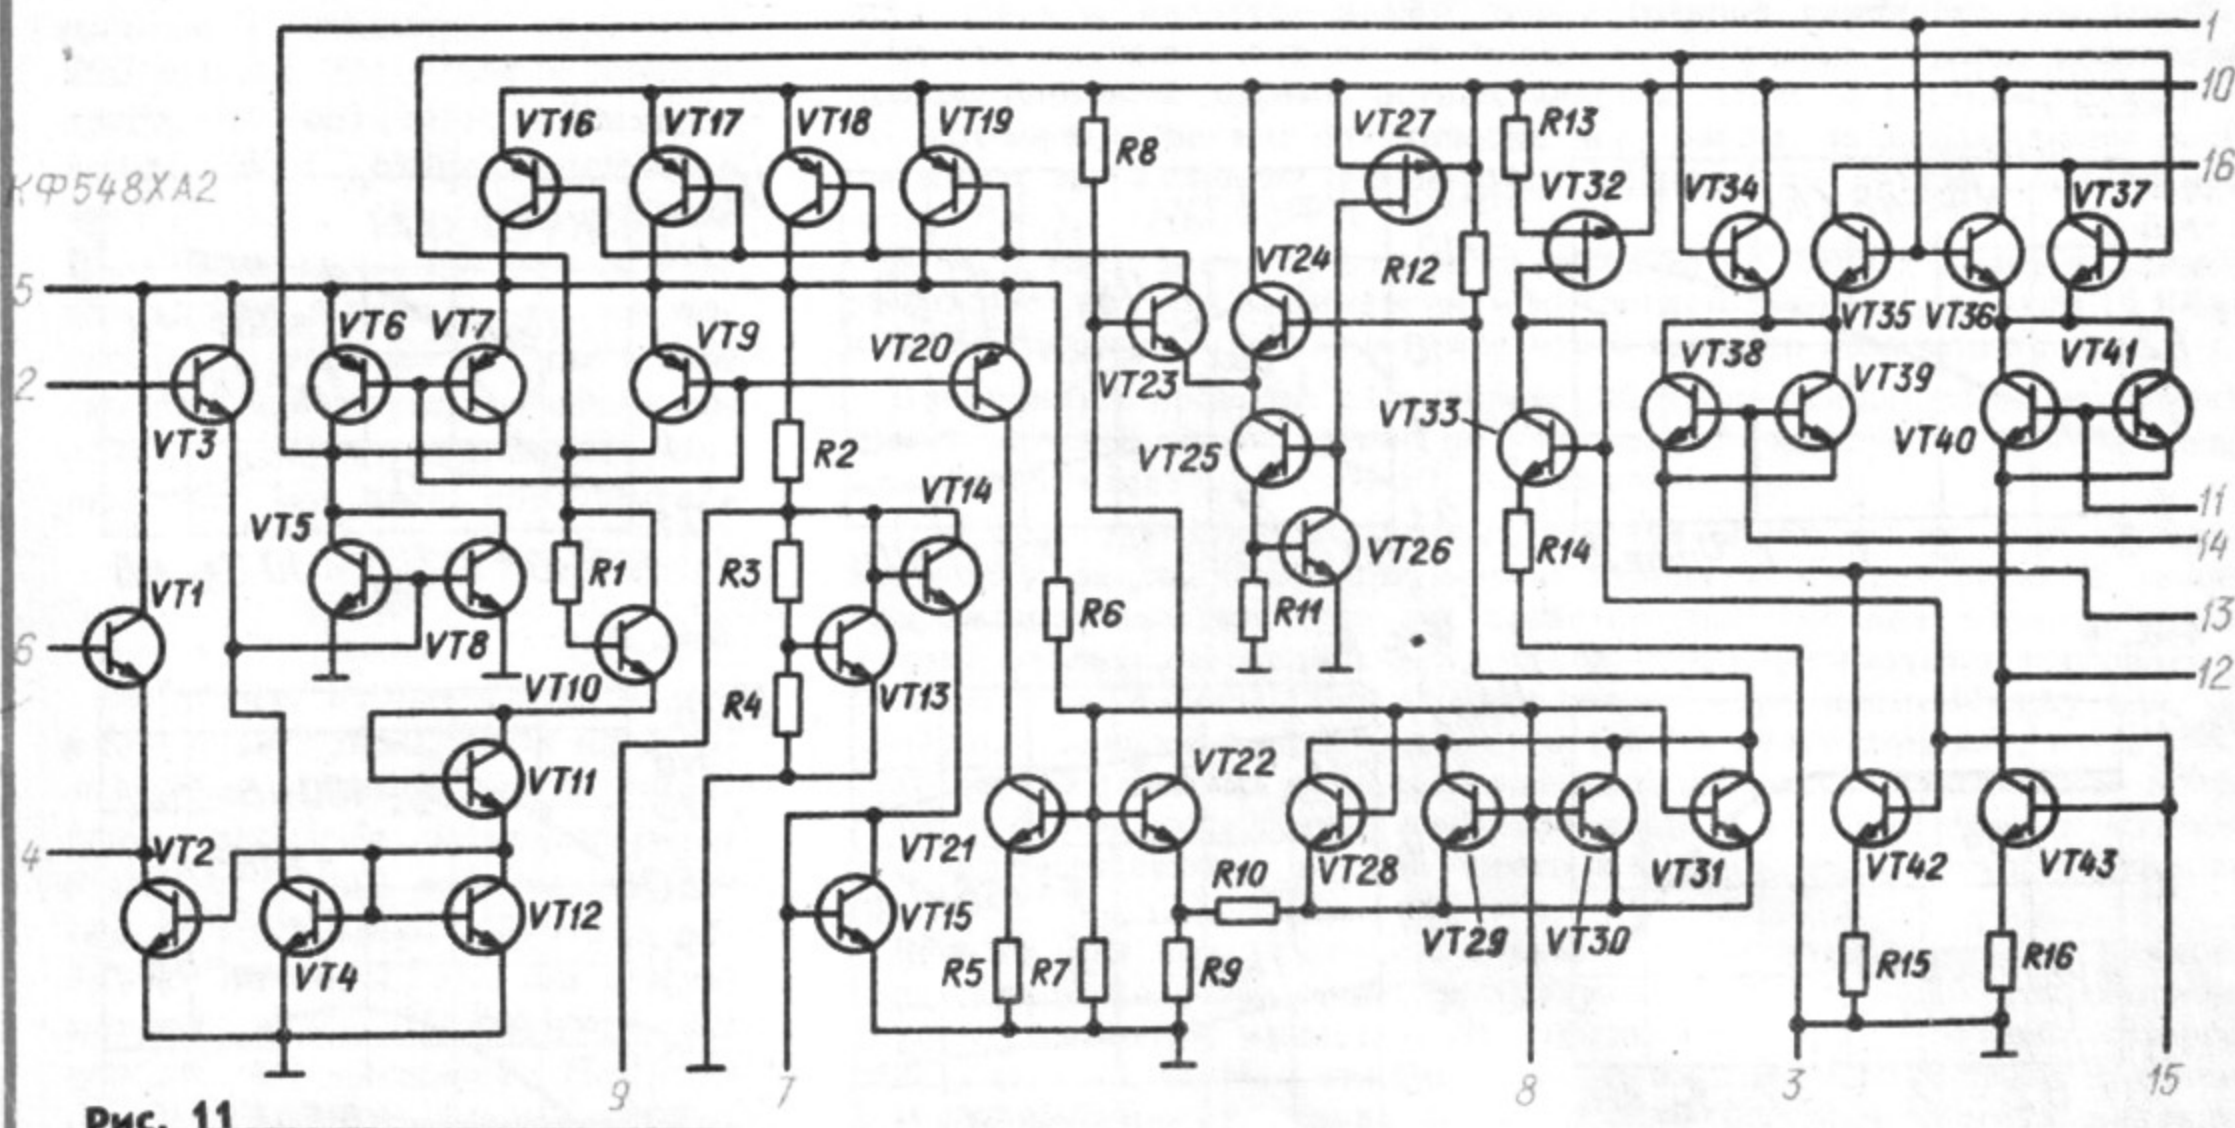 1
10
VT16 VT17 VT18 VT19 R8 VT27 R13
КФ548ХА2 VT32 VT34 16 VT37
5 VT6 VT7 VT9 VT20 VT24 R12 VT35 VT36
2 VT3 VT23 VT38 VT39 VT41
R2 VT25 VT33 VT40
VT5 VT14 11
R1 R3 VT26 R14 14
VT1 R6 R11 13
6 VT8 VT10 R4 VT13 12
VT11 VT22
4 VT2 VT21 R10 VT28 VT31 VT42 VT43
VT12 VT15 VT29 VT30
VT4 R5 R7 R9 R15 R16
9 7 8 3 15
Рис. 11